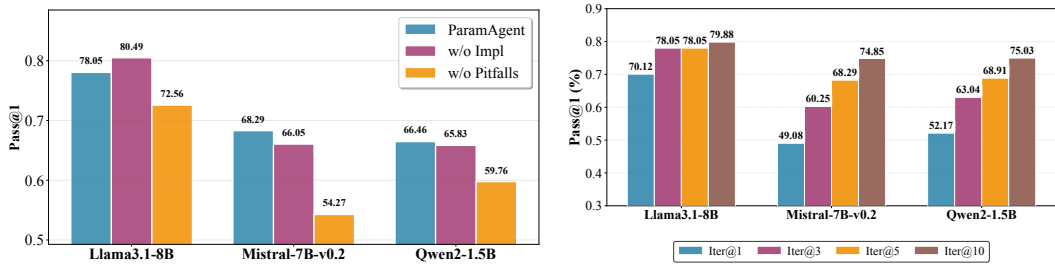 Pass@1
0.8
0.7
0.6
0.5
78.05
80.49
72.56
68.29
66.05
54.27
66.46
65.83
59.76
ParamAgent
w/o Impl
w/o Pitfalls
Llama3.1-8B
Mistral-7B-v0.2
Qwen2-1.5B
Pass@1 (%)
0.9
0.8
0.7
0.6
0.5
0.4
0.3
70.12
78.05
78.05
79.88
49.08
60.25
68.29
74.85
52.17
63.04
68.91
75.03
Llama3.1-8B
Mistral-7B-v0.2
Qwen2-1.5B
Iter@1
Iter@3
Iter@5
Iter@10